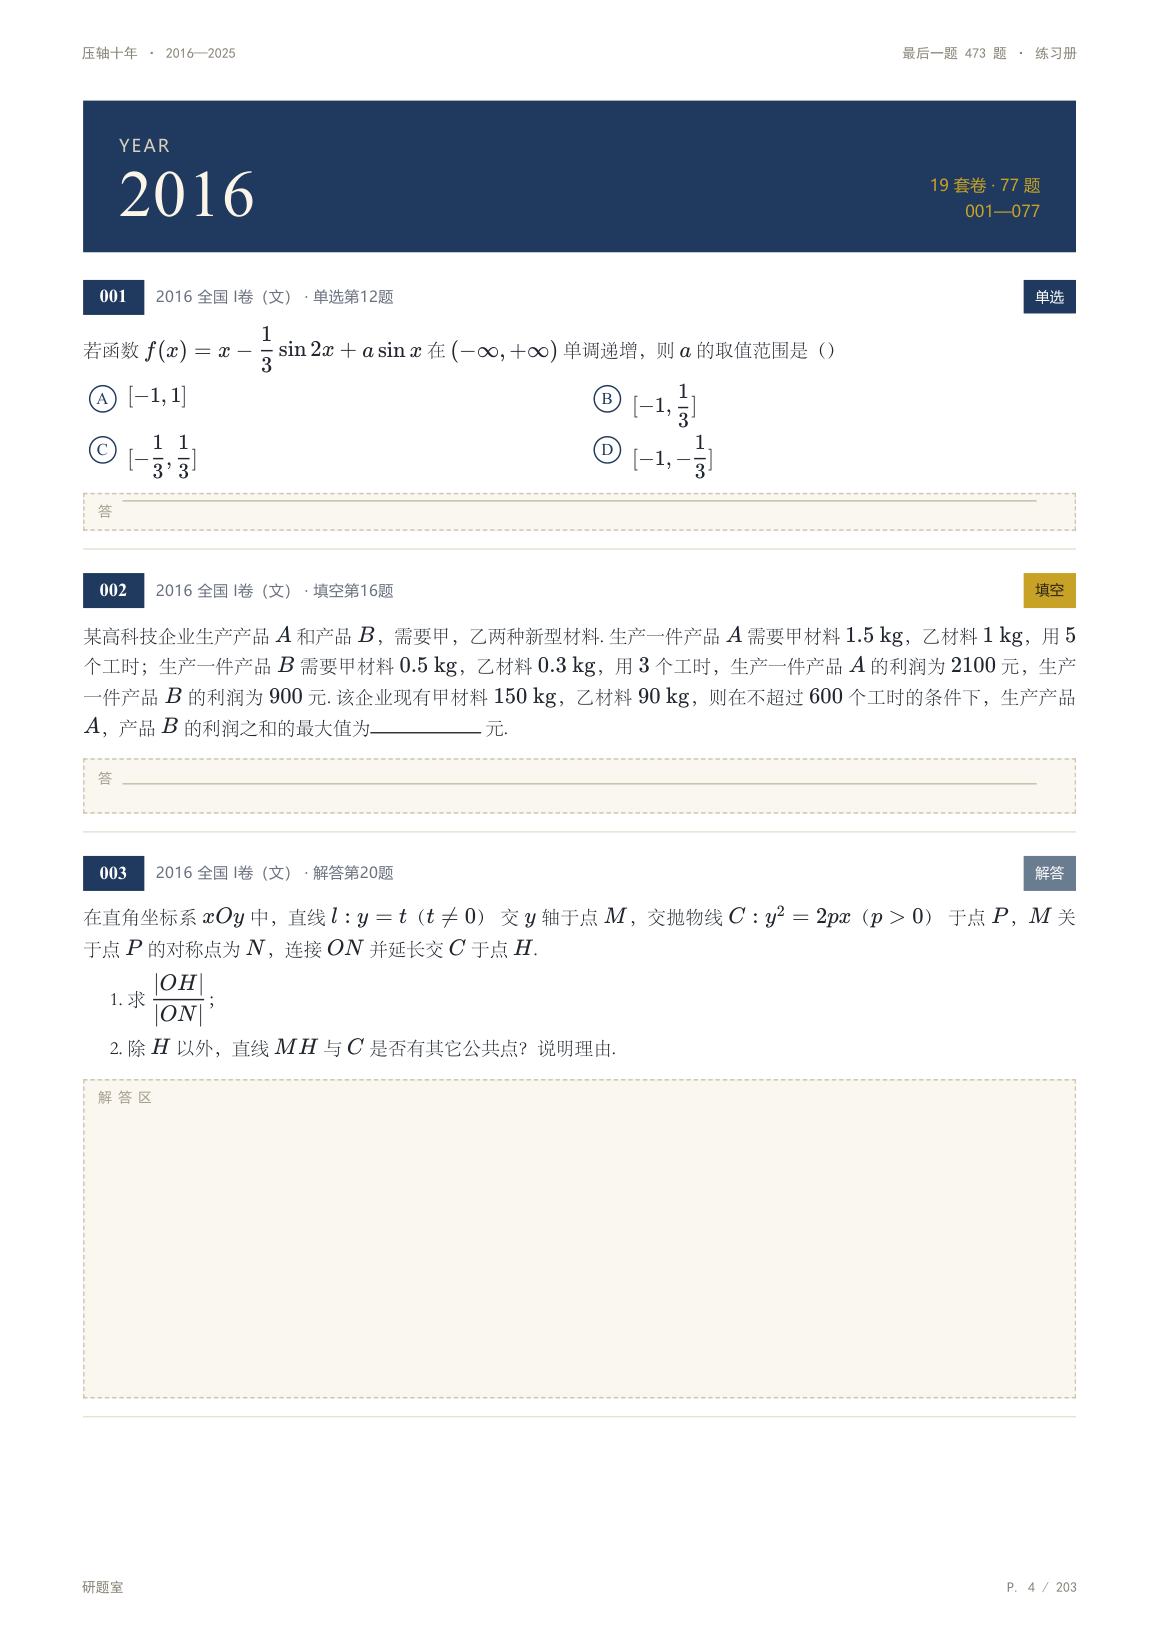 压轴十年 · 2016—2025
最后一题 473 题 · 练习册
YEAR
2016
19 套卷 · 77 题
001—077
001 2016 全国 I卷（文） · 单选第12题 单选
若函数 f(x) = x − 1/3 sin 2x + a sin x 在 (−∞, +∞) 单调递增，则 a 的取值范围是（）
A [−1, 1] B [−1, 1/3]
C [−1/3, 1/3] D [−1, −1/3]
答
002 2016 全国 I卷（文） · 填空第16题 填空
某高科技企业生产产品 A 和产品 B，需要甲，乙两种新型材料. 生产一件产品 A 需要甲材料 1.5 kg，乙材料 1 kg，用 5
个工时；生产一件产品 B 需要甲材料 0.5 kg，乙材料 0.3 kg，用 3 个工时，生产一件产品 A 的利润为 2100 元，生产
一件产品 B 的利润为 900 元. 该企业现有甲材料 150 kg，乙材料 90 kg，则在不超过 600 个工时的条件下，生产产品
A，产品 B 的利润之和的最大值为__________ 元.
答
003 2016 全国 I卷（文） · 解答第20题 解答
在直角坐标系 xOy 中，直线 l : y = t（t ≠ 0） 交 y 轴于点 M，交抛物线 C : y² = 2px（p > 0） 于点 P，M 关
于点 P 的对称点为 N，连接 ON 并延长交 C 于点 H.
1. 求 |OH|/|ON|；
2. 除 H 以外，直线 MH 与 C 是否有其它公共点？说明理由.
解答区
研题室
P. 4 / 203